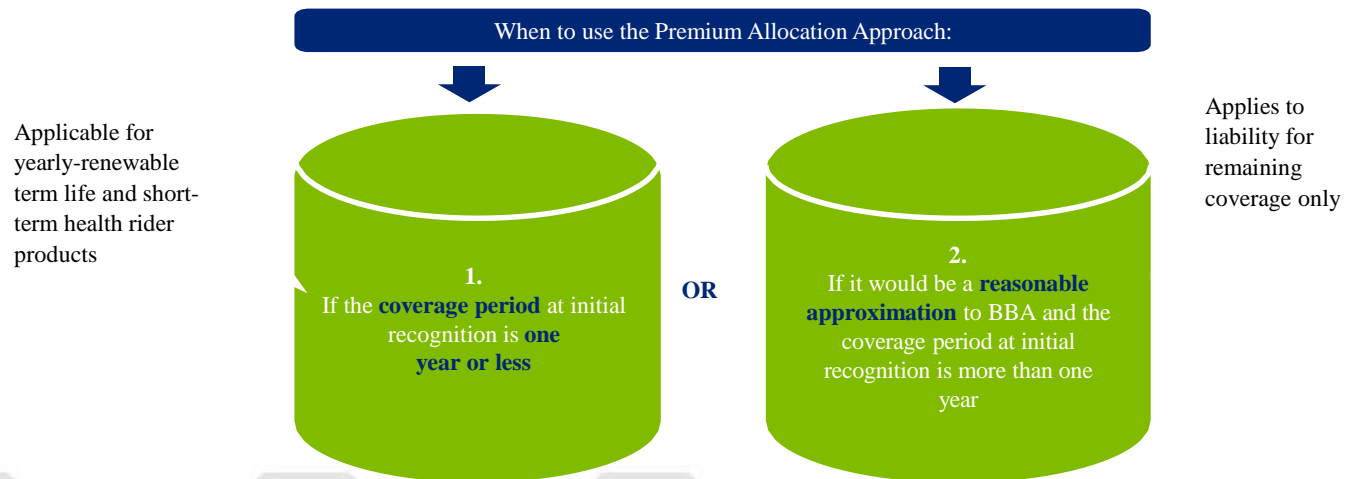 When to use the Premium Allocation Approach:
Applicable for
yearly-renewable
term life and short-
term health rider
products
1.
If the coverage period at initial
recognition is one
year or less
OR
2.
If it would be a reasonable
approximation to BBA and the
coverage period at initial
recognition is more than one
year
Applies to
liability for
remaining
coverage only